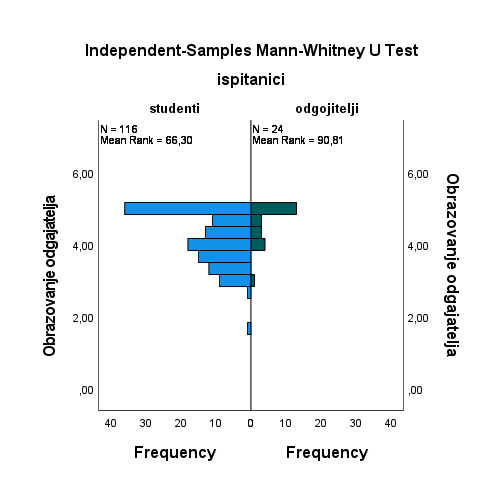 Independent-Samples Mann-Whitney U Test
ispitanici
studenti
odgojitelji
N = 116
Mean Rank = 66,30
N = 24
Mean Rank = 90,81
Obrazovanje odgajatelja
6,00
4,00
2,00
,00
6,00
4,00
2,00
,00
Obrazovanje odgajatelja
40 30 20 10 0 10 20 30 40
Frequency Frequency